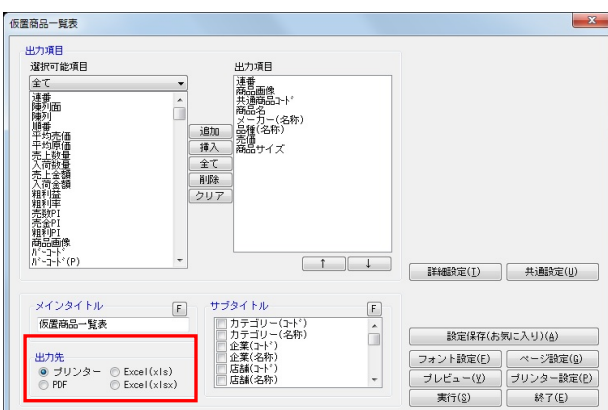 仮置商品一覧表
出力項目
選択可能項目
全て
連番
陳列面
陳列
順番
平均売価
平均原価
売上数量
入荷数量
売上金額
入荷金額
粗利益
粗利率
売数PI
売金PI
粗利PI
商品画像
ﾊﾞｰｺｰﾄﾞ
ﾊﾞｰｺｰﾄﾞ(P)
追加
挿入
全て
削除
クリア
出力項目
連番
商品画像
共通商品ｺｰﾄﾞ
商品名
メーカー(名称)
品種(名称)
売価
商品サイズ
↑
↓
詳細設定(I)
共通設定(U)
メインタイトル
F
仮置商品一覧表
出力先
プリンター
Excel(xls)
PDF
Excel(xlsx)
サブタイトル
F
カテゴリー(ｺｰﾄﾞ)
カテゴリー(名称)
企業(ｺｰﾄﾞ)
企業(名称)
店舗(ｺｰﾄﾞ)
店舗(名称)
設定保存(お気に入り)(A)
フォント設定(F)
ページ設定(G)
プレビュー(V)
プリンター設定(P)
実行(S)
終了(E)